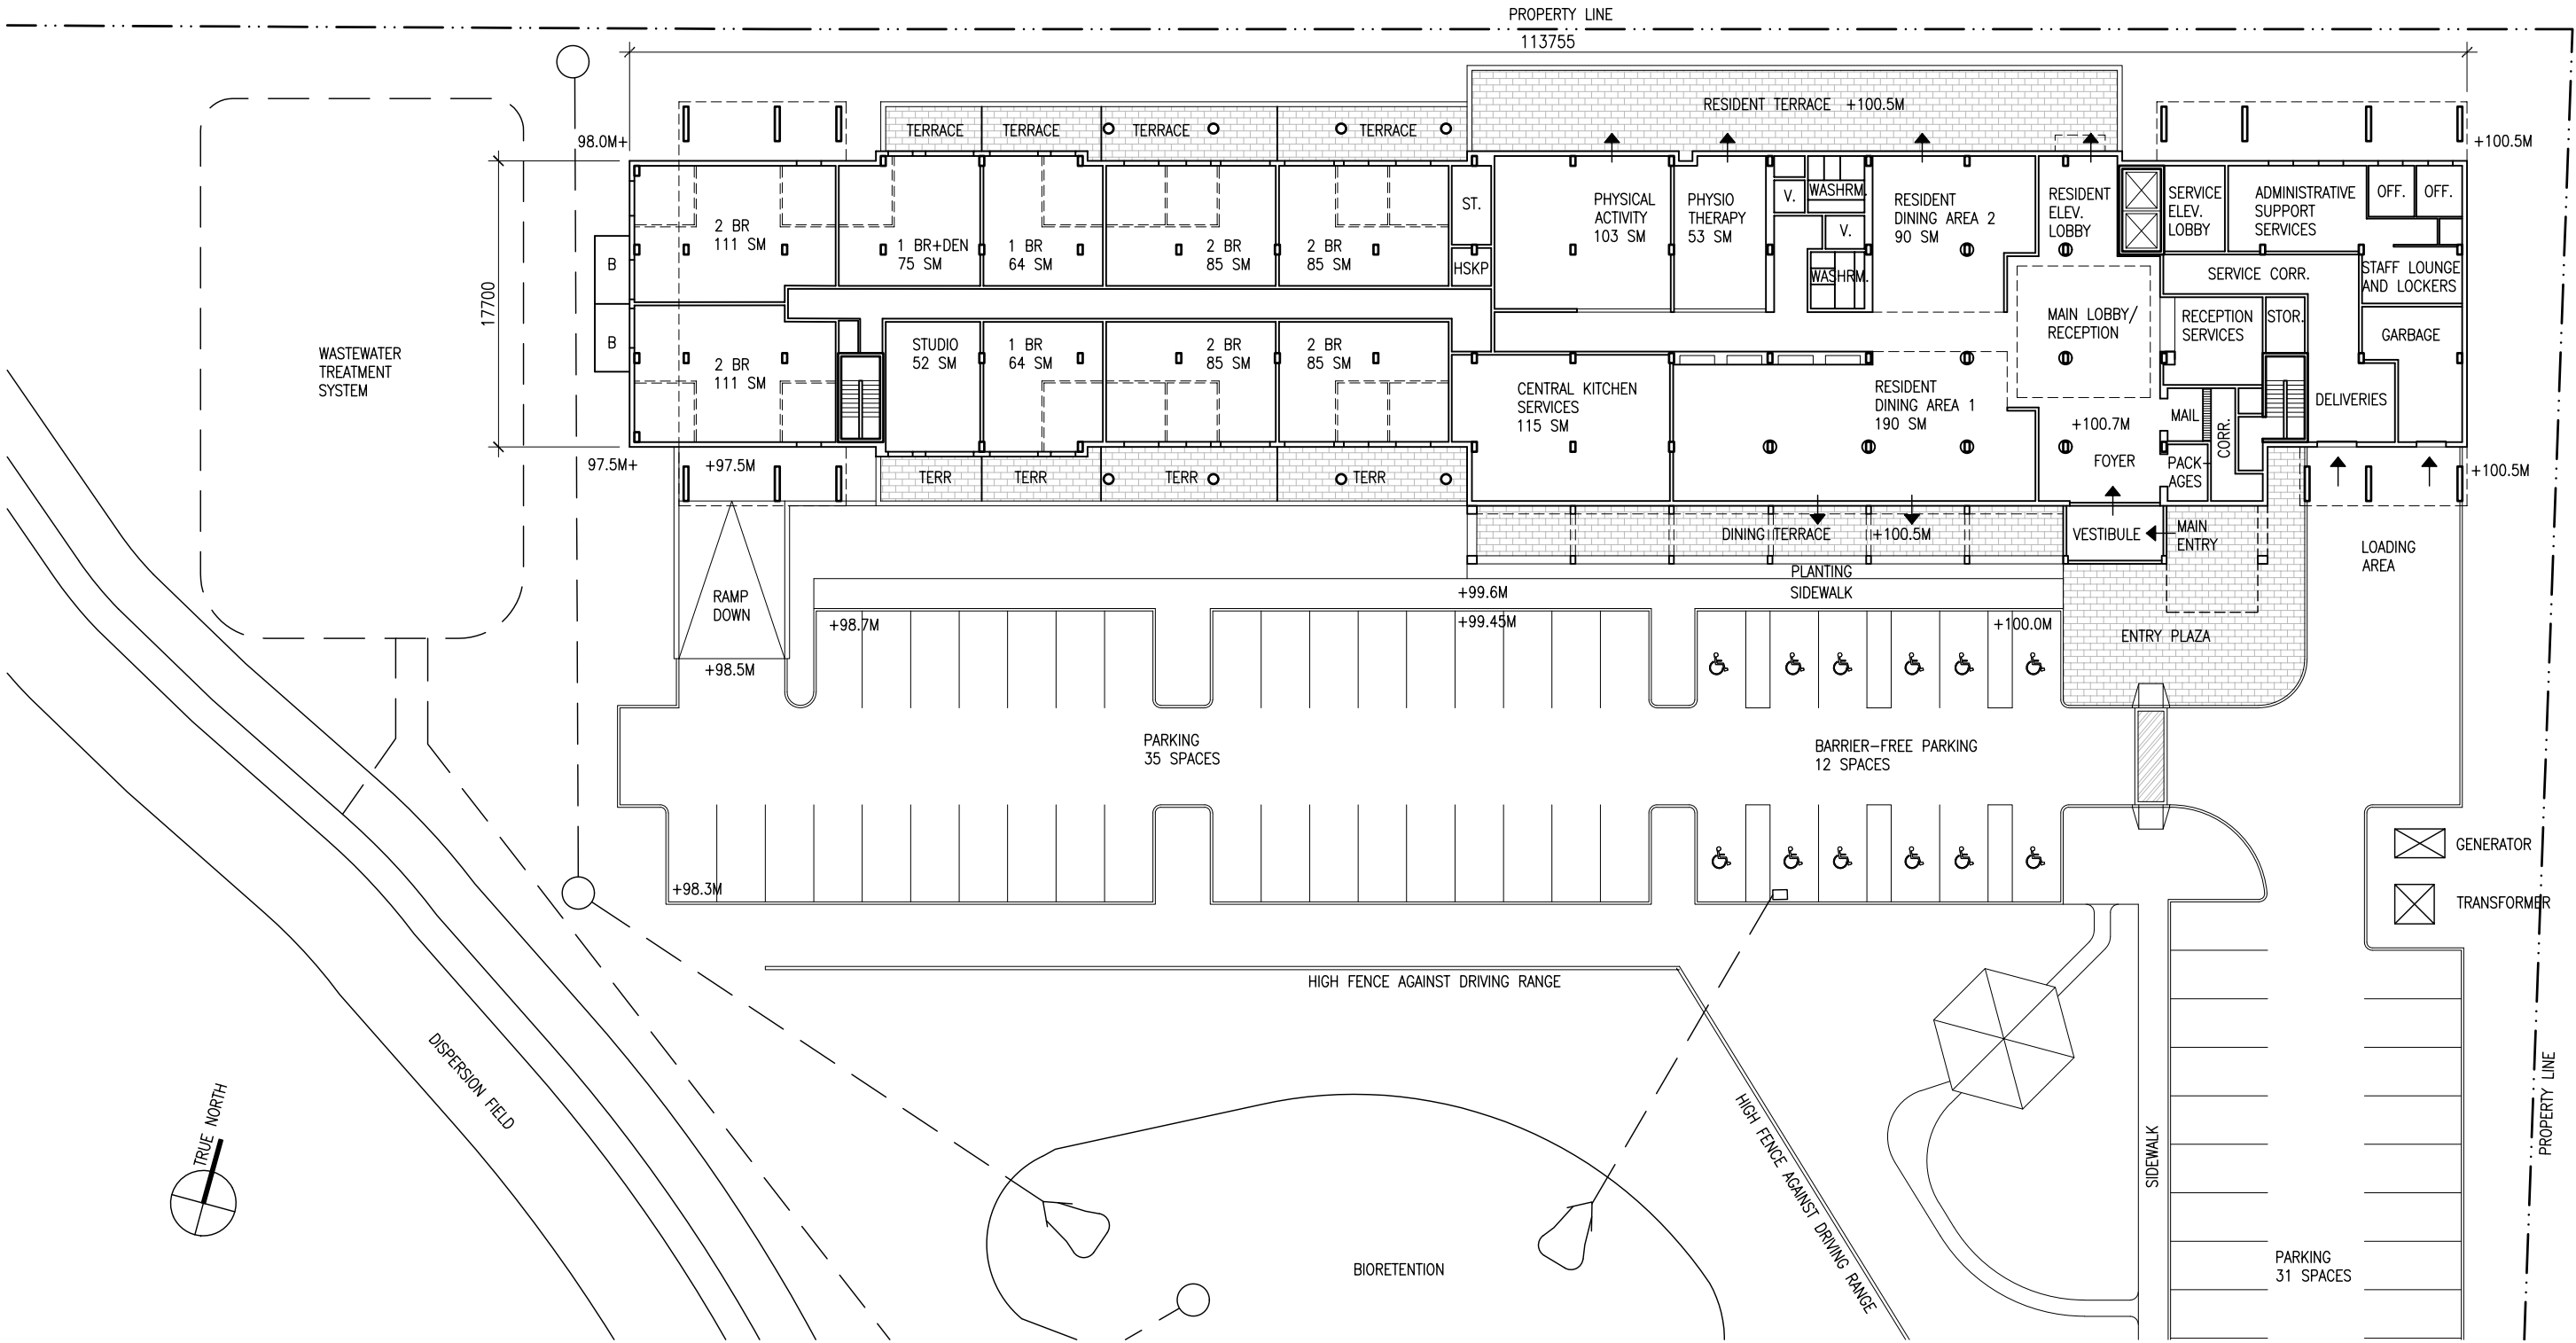 PROPERTY LINE
113755
RESIDENT TERRACE +100.5M
TERRACE
TERRACE
TERRACE
TERRACE
98.0M+
+100.5M
17700
2 BR
111 SM
1 BR+DEN
75 SM
1 BR
64 SM
2 BR
85 SM
2 BR
85 SM
ST.
HSKP
PHYSICAL
ACTIVITY
103 SM
PHYSIO
THERAPY
53 SM
V.
WASHRM.
V.
WASHRM.
RESIDENT
DINING AREA 2
90 SM
RESIDENT
ELEV.
LOBBY
SERVICE
ELEV.
LOBBY
ADMINISTRATIVE
SUPPORT
SERVICES
OFF.
OFF.
B
B
SERVICE CORR.
STAFF LOUNGE
AND LOCKERS
MAIN LOBBY/
RECEPTION
RECEPTION
SERVICES
STOR.
GARBAGE
WASTEWATER
TREATMENT
SYSTEM
2 BR
111 SM
STUDIO
52 SM
1 BR
64 SM
2 BR
85 SM
2 BR
85 SM
CENTRAL KITCHEN
SERVICES
115 SM
RESIDENT
DINING AREA 1
190 SM
+100.7M
FOYER
MAIL
CORR.
PACK-
AGES
DELIVERIES
97.5M+
+97.5M
TERR
TERR
TERR
TERR
+100.5M
DINING TERRACE
+100.5M
VESTIBULE
MAIN
ENTRY
LOADING
AREA
PLANTING
SIDEWALK
RAMP
DOWN
+99.6M
+98.7M
+99.45M
+100.0M
ENTRY PLAZA
+98.5M
PARKING
35 SPACES
BARRIER-FREE PARKING
12 SPACES
GENERATOR
TRANSFORMER
+98.3M
HIGH FENCE AGAINST DRIVING RANGE
DISPERSION FIELD
TRUE NORTH
HIGH FENCE AGAINST DRIVING RANGE
SIDEWALK
PROPERTY LINE
BIORETENTION
PARKING
31 SPACES